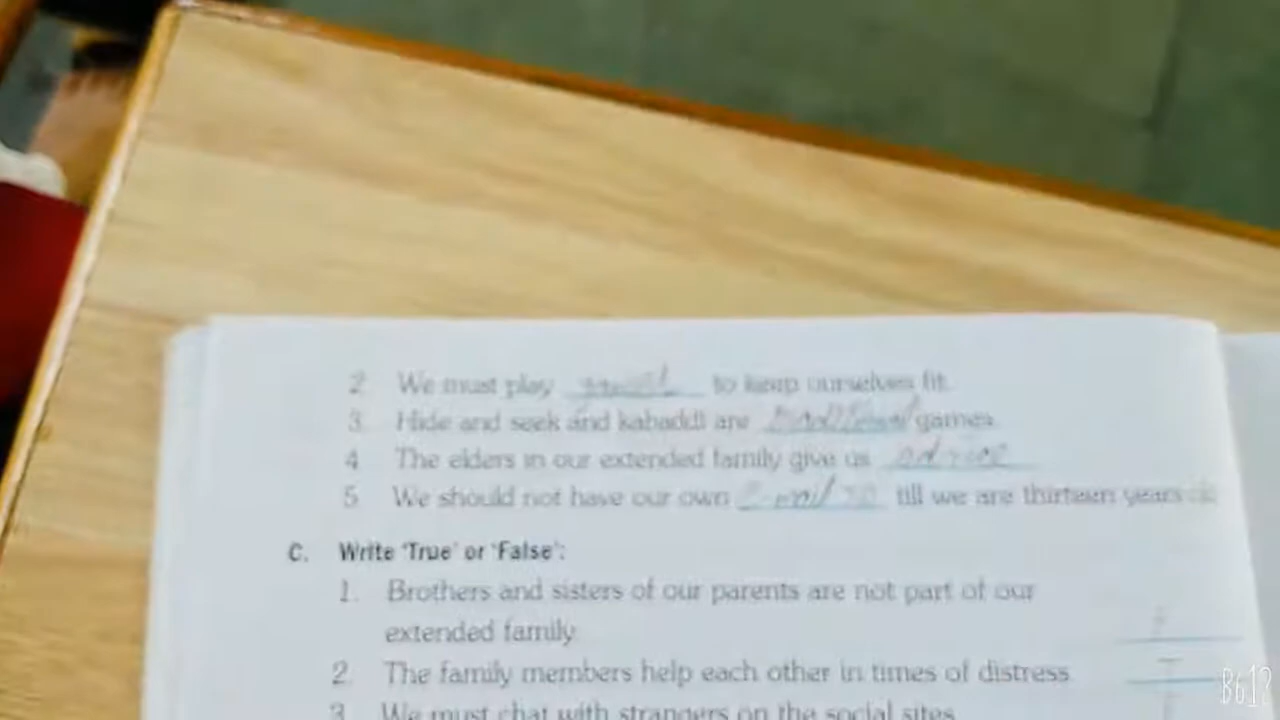 2. We must play to keep ourselves fit.
3. Hide and seek and kabaddi are games.
4. The elders in our extended family give us advice
5. We should not have our own E-mail ID till we are thirteen years
C. Write 'True' or 'False':
1. Brothers and sisters of our parents are not part of our
extended family.
2. The family members help each other in times of distress. T
3. We must chat with strangers on the social sites.
B612